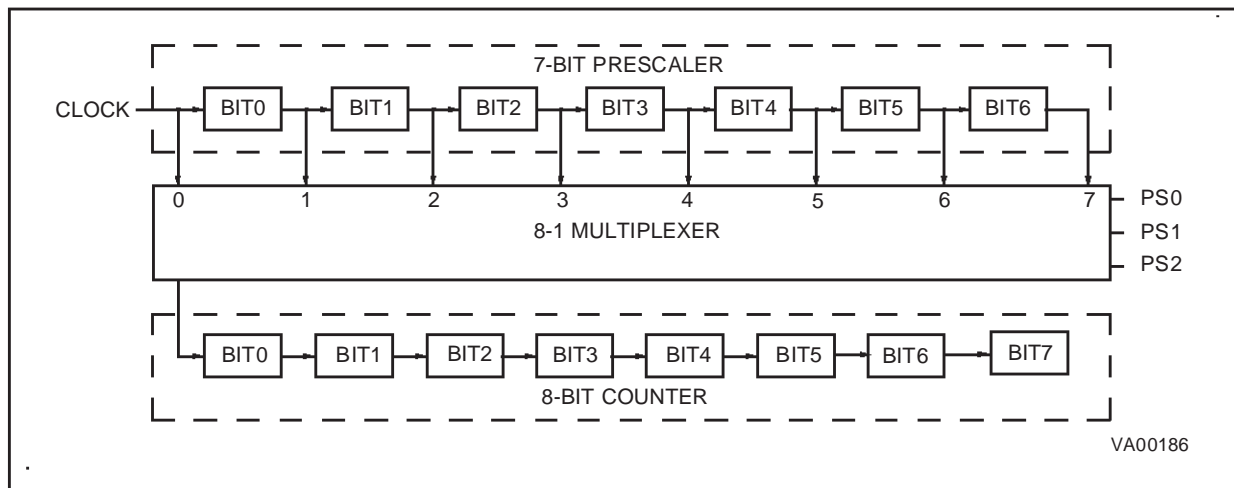 7-BIT PRESCALER
CLOCK BIT0 BIT1 BIT2 BIT3 BIT4 BIT5 BIT6
0 1 2 3 4 5 6 7 PS0
8-1 MULTIPLEXER PS1
PS2
BIT0 BIT1 BIT2 BIT3 BIT4 BIT5 BIT6 BIT7
8-BIT COUNTER
VA00186